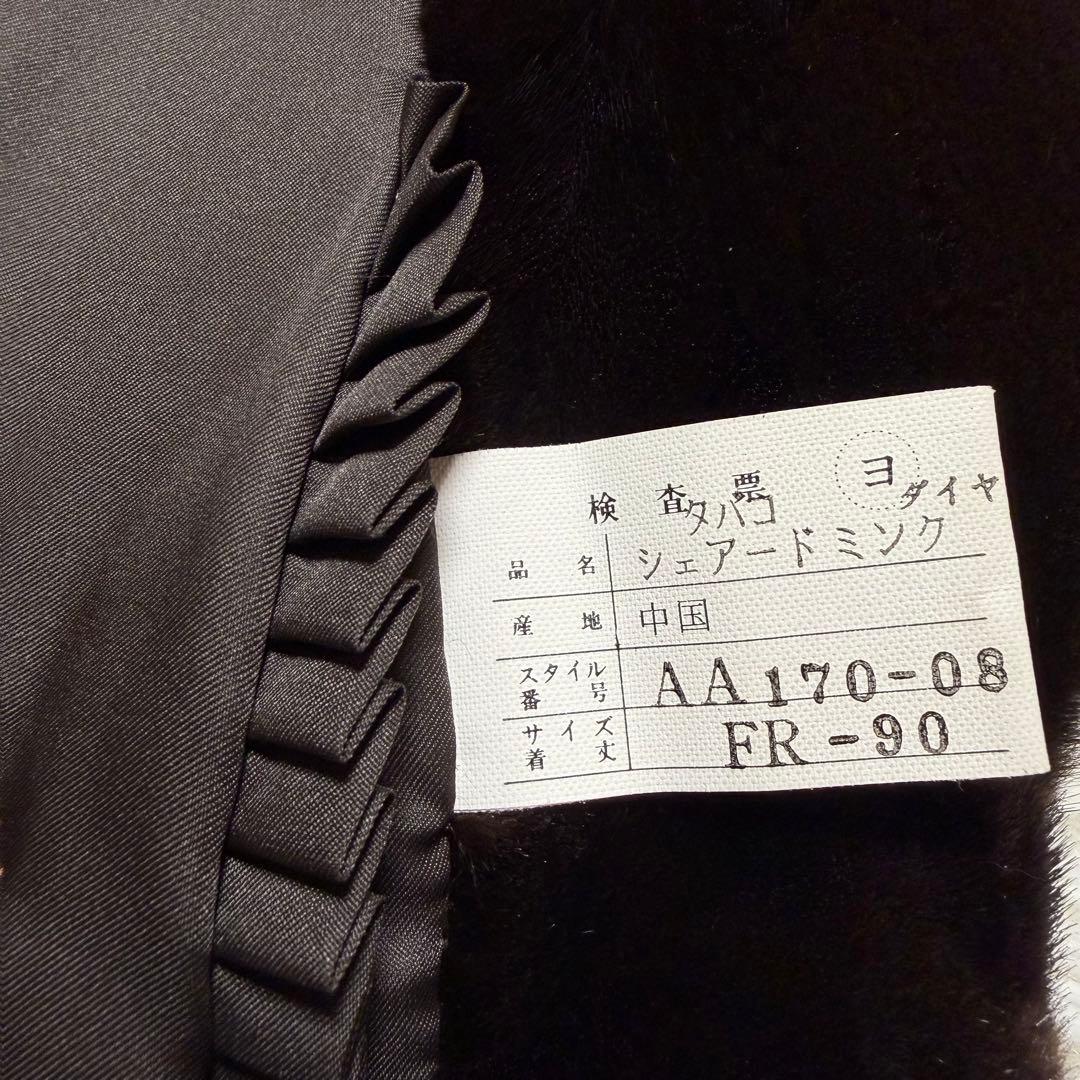 検査票 ヨ
タバコ ダイヤ
品名 シェアードミンク
産地 中国
スタイル番号 AA170-08
サイズ着丈 FR-90